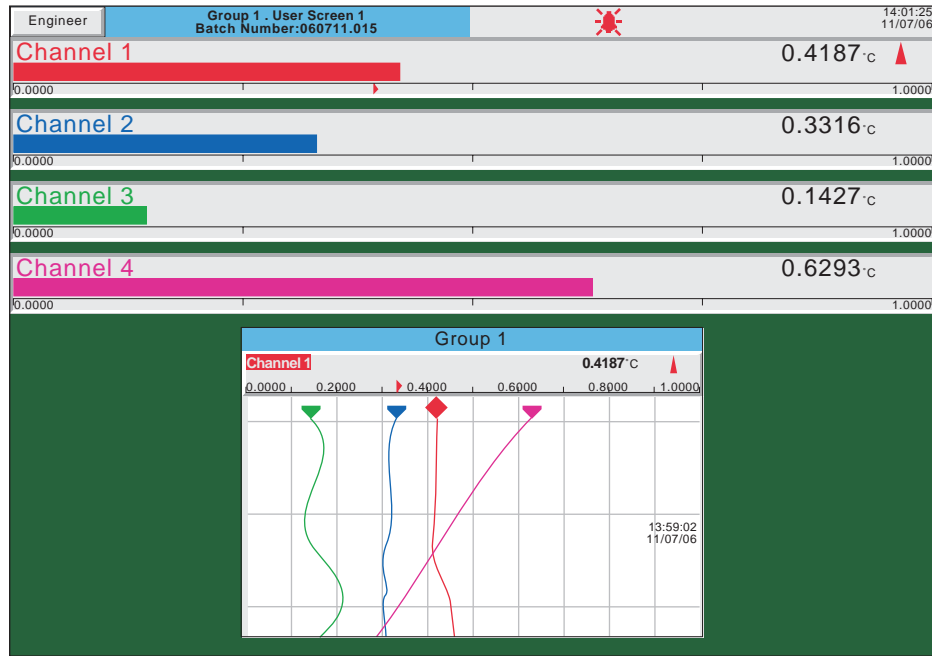 Engineer
Group 1 . User Screen 1
Batch Number:060711.015
14:01:25
11/07/06
Channel 1
0.4187°C
0.0000 1.0000
Channel 2
0.3316°C
0.0000 1.0000
Channel 3
0.1427°C
0.0000 1.0000
Channel 4
0.6293°C
0.0000 1.0000
Group 1
Channel 1 0.4187°C
0.0000 0.2000 0.4000 0.6000 0.8000 1.0000
13:59:02
11/07/06